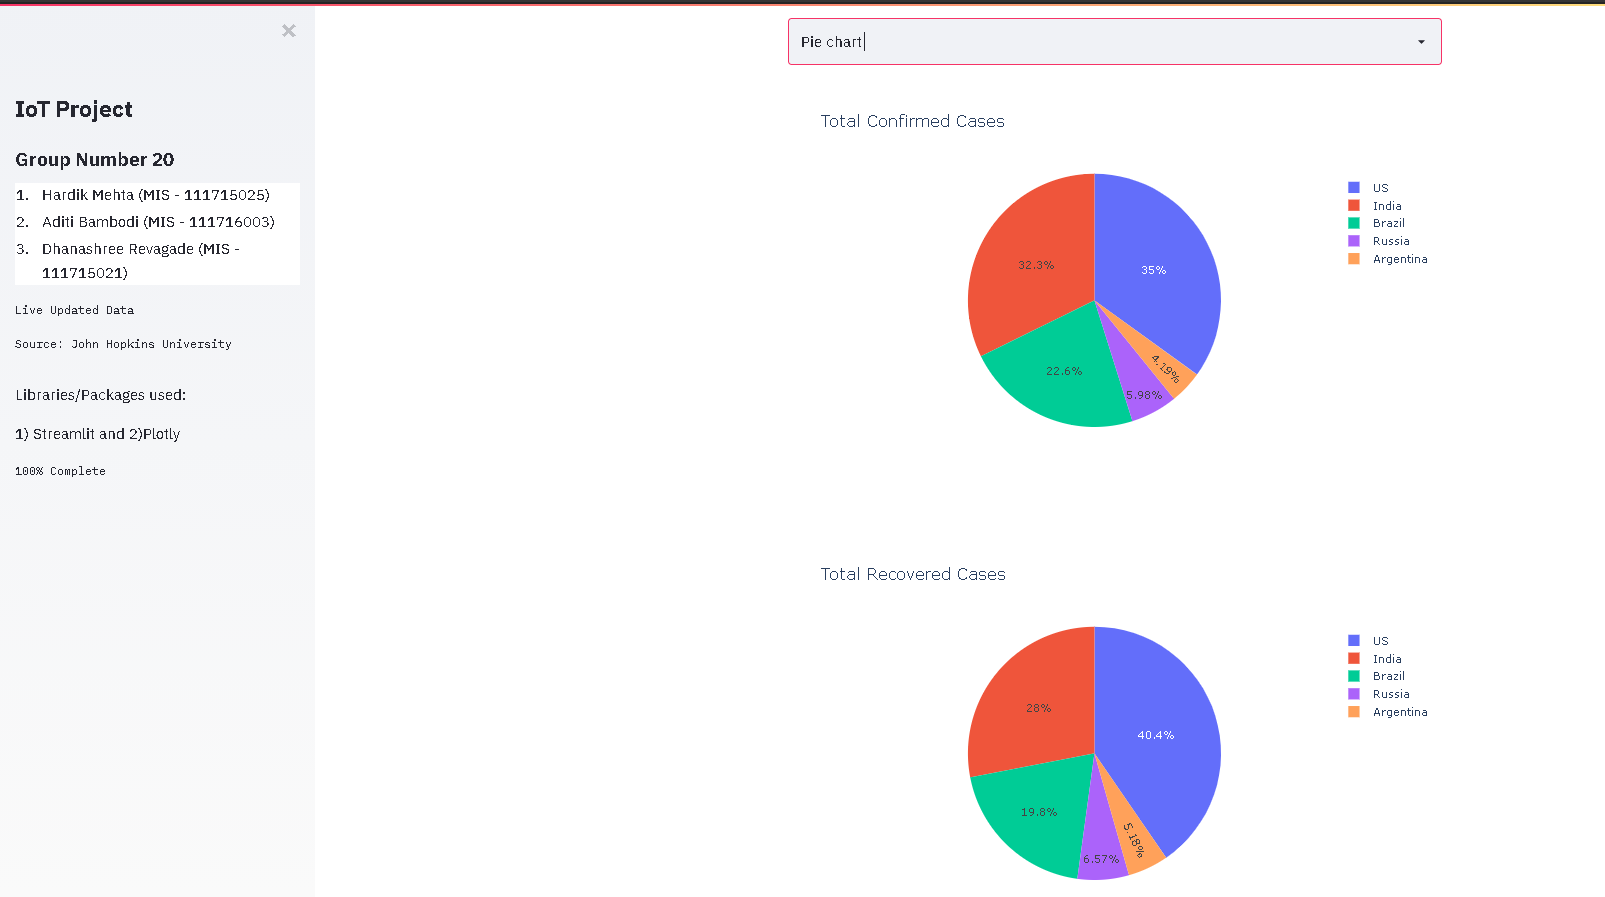 ×
IoT Project
Group Number 20
1. Hardik Mehta (MIS - 111715025)
2. Aditi Bambodi (MIS - 111716003)
3. Dhanashree Revagade (MIS -
111715021)
Live Updated Data
Source: John Hopkins University
Libraries/Packages used:
1) Streamlit and 2)Plotly
100% Complete
Pie chart
Total Confirmed Cases
32.3%
35%
22.6%
5.98%
4.19%
US
India
Brazil
Russia
Argentina
Total Recovered Cases
28%
40.4%
19.8%
6.57%
5.18%
US
India
Brazil
Russia
Argentina